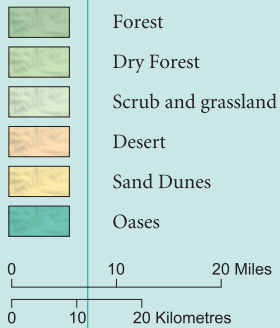 Forest
Dry Forest
Scrub and grassland
Desert
Sand Dunes
Oases
0 10 20 Miles
0 10 20 Kilometres